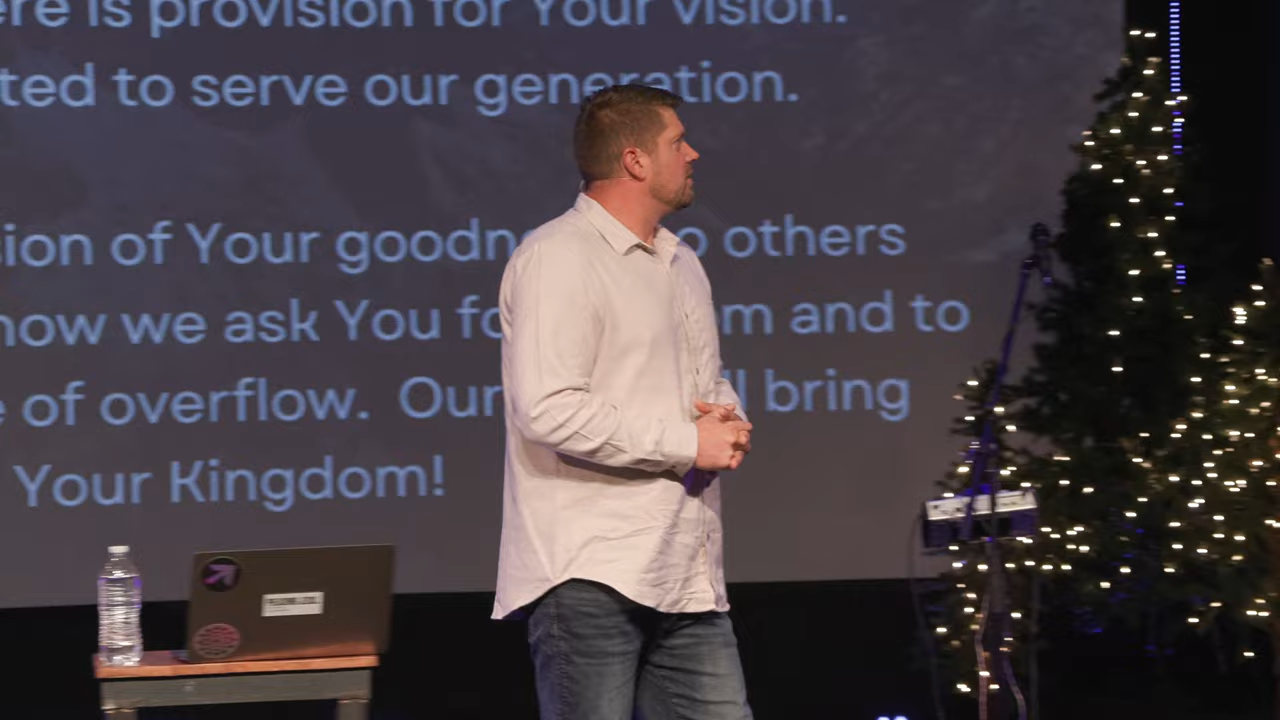 ere is provision for Your vision.
ted to serve our generation.
sion of Your goodn o others
now we ask You fo m and to
e of overflow. Our ll bring
Your Kingdom!